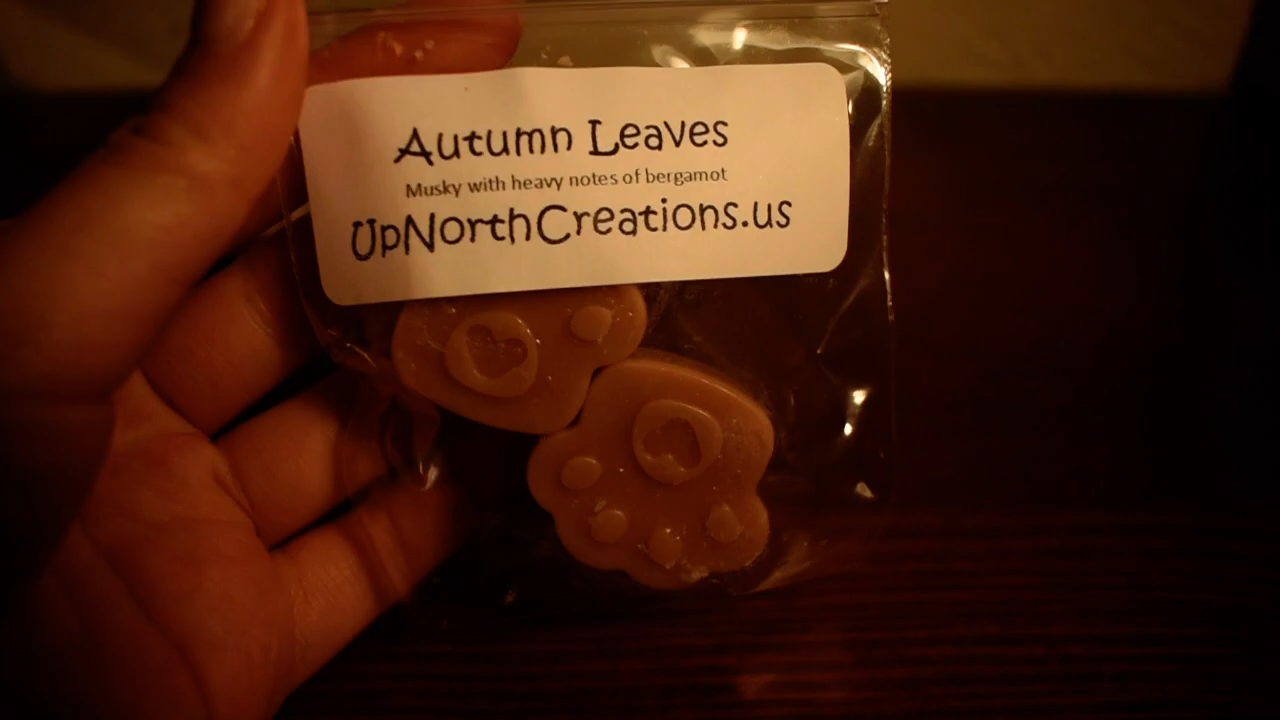 Autumn Leaves
Musky with heavy notes of bergamot
UpNorthCreations.us